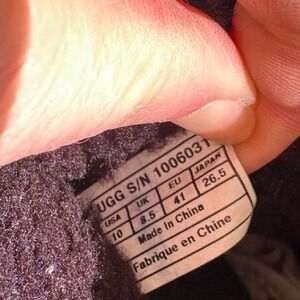 UGG S/N 1006031
USA UK EU JAPAN
10 8.5 41 26.5
Made In China
Fabriqué en Chine